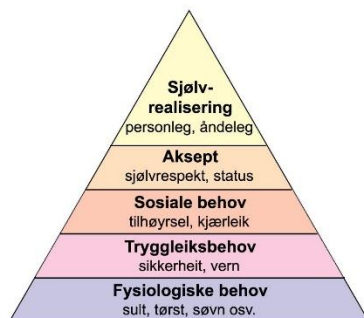 Sjølv-
realisering
personleg, åndeleg
Aksept
sjølvrespekt, status
Sosiale behov
tilhøyrsel, kjærleik
Tryggleiksbehov
sikkerheit, vern
Fysiologiske behov
sult, tørst, søvn osv.